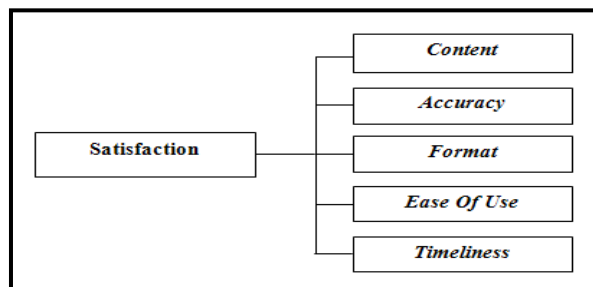 Content
Accuracy
Satisfaction
Format
Ease Of Use
Timeliness